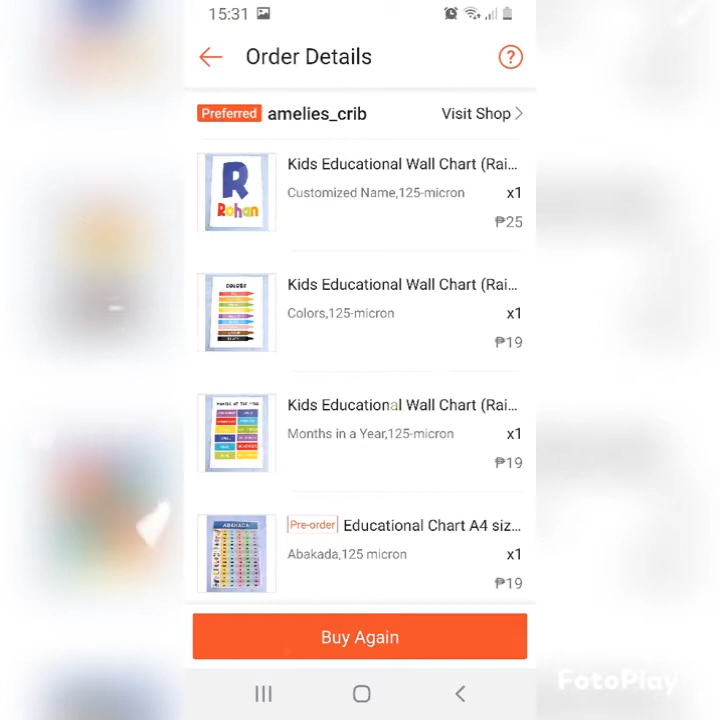 15:31
Order Details
?
Preferred amelies_crib Visit Shop
R
Rohan
Kids Educational Wall Chart (Rai...
Customized Name,125-micron x1
₱25
COLORS
Kids Educational Wall Chart (Rai...
Colors,125-micron x1
₱19
Kids Educational Wall Chart (Rai...
Months in a Year,125-micron x1
₱19
ABAKADA
Pre-order Educational Chart A4 siz...
Abakada,125 micron x1
₱19
Buy Again
FotoPlay